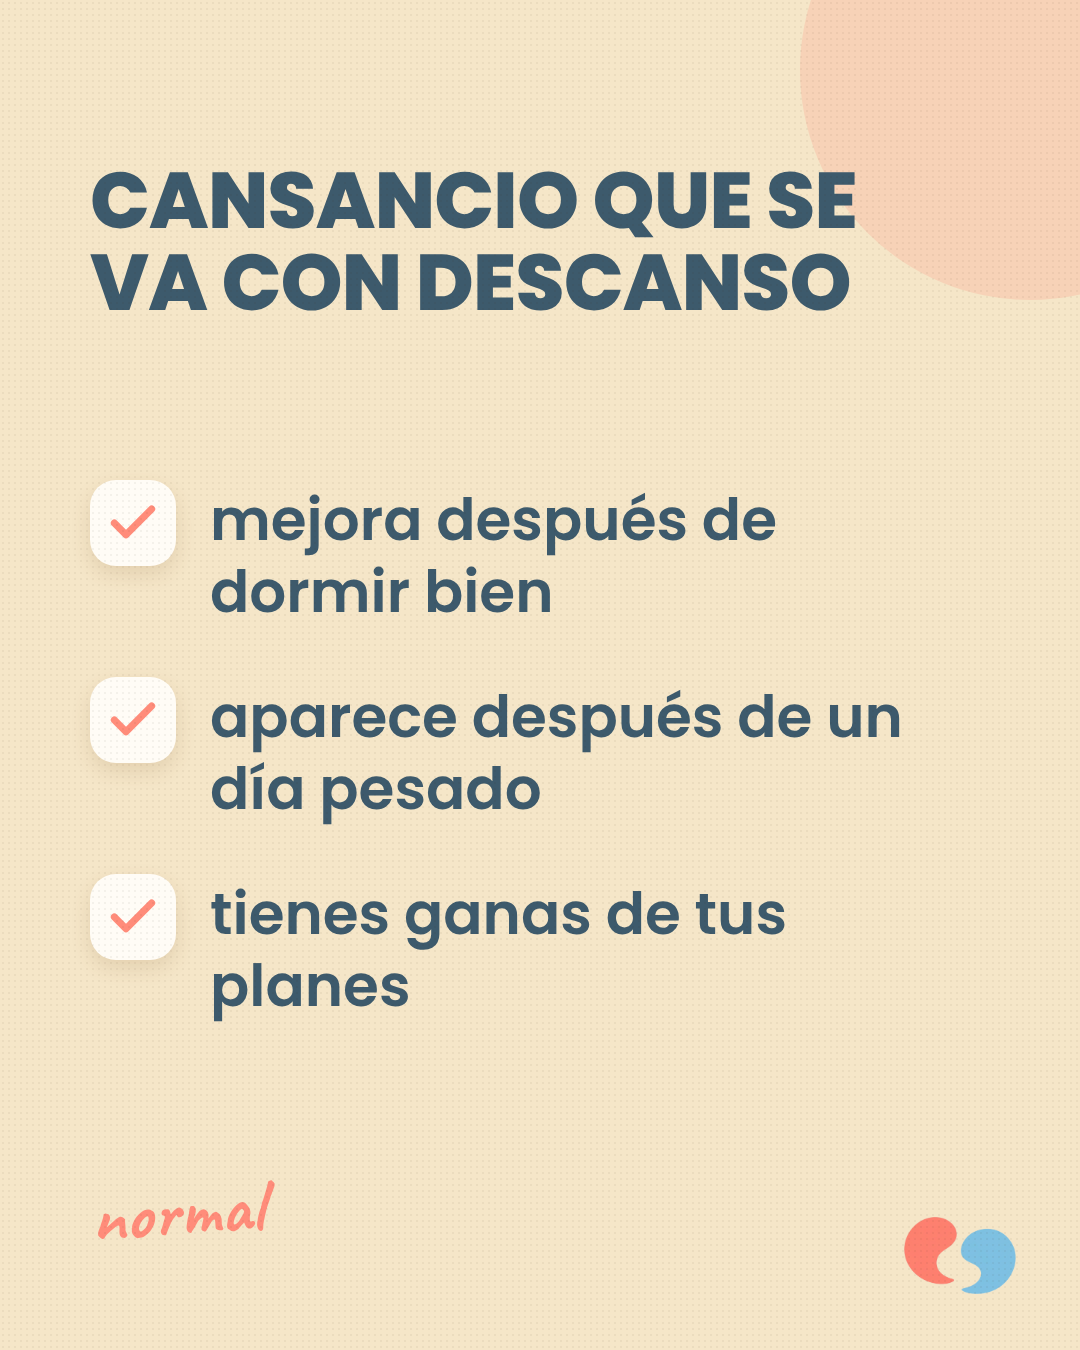 CANSANCIO QUE SE
VA CON DESCANSO
mejora después de
dormir bien
aparece después de un
día pesado
tienes ganas de tus
planes
normal